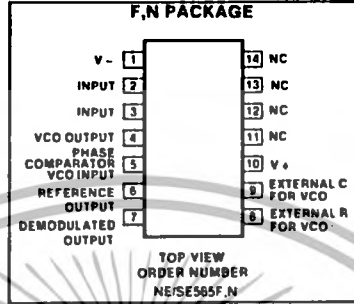 F,N PACKAGE
V- 1
INPUT 2
INPUT 3
VCO OUTPUT 4
PHASE
COMPARATOR 5
VCO INPUT
REFERENCE 6
OUTPUT
DEMODULATED 7
OUTPUT
14 NC
13 NC
12 NC
11 NC
10 V+
9 EXTERNAL C
FOR VCO
8 EXTERNAL R
FOR VCO
TOP VIEW
ORDER NUMBER
NE/SE565F,N